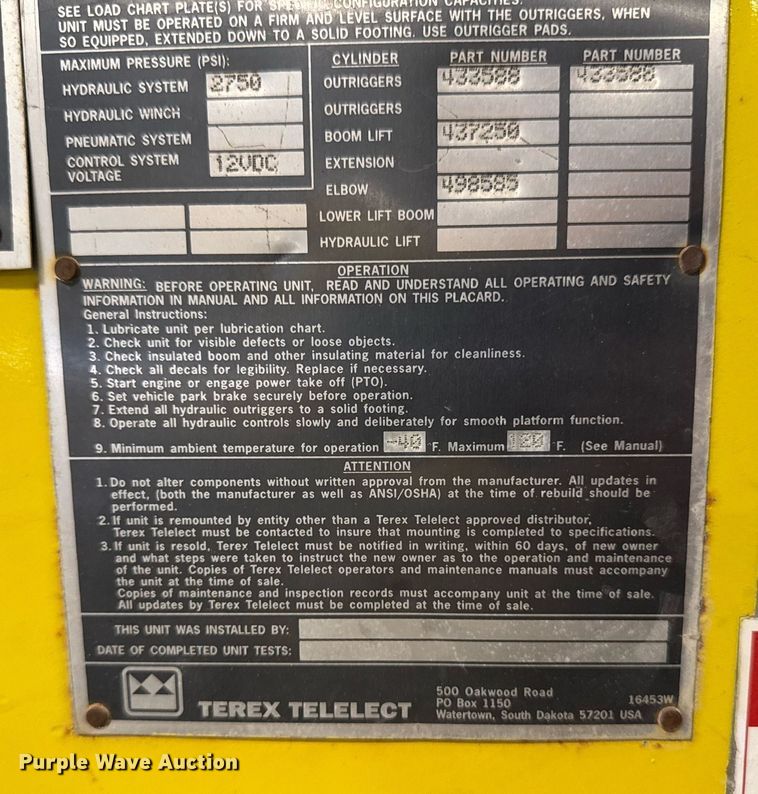 SEE LOAD CHART PLATE(S) FOR SPECIAL CONFIGURATION CAPACITIES.
UNIT MUST BE OPERATED ON A FIRM AND LEVEL SURFACE WITH THE OUTRIGGERS, WHEN
SO EQUIPPED, EXTENDED DOWN TO A SOLID FOOTING. USE OUTRIGGER PADS.
MAXIMUM PRESSURE (PSI):
HYDRAULIC SYSTEM 2750
HYDRAULIC WINCH
PNEUMATIC SYSTEM
CONTROL SYSTEM
VOLTAGE 12VDC
CYLINDER PART NUMBER PART NUMBER
OUTRIGGERS 433588 433588
OUTRIGGERS
BOOM LIFT 437250
EXTENSION
ELBOW 498585
LOWER LIFT BOOM
HYDRAULIC LIFT
OPERATION
WARNING: BEFORE OPERATING UNIT, READ AND UNDERSTAND ALL OPERATING AND SAFETY
INFORMATION IN MANUAL AND ALL INFORMATION ON THIS PLACARD.
General Instructions:
1. Lubricate unit per lubrication chart.
2. Check unit for visible defects or loose objects.
3. Check insulated boom and other insulating material for cleanliness.
4. Check all decals for legibility. Replace if necessary.
5. Start engine or engage power take off (PTO).
6. Set vehicle park brake securely before operation.
7. Extend all hydraulic outriggers to a solid footing.
8. Operate all hydraulic controls slowly and deliberately for smooth platform function.
9. Minimum ambient temperature for operation -40 °F. Maximum 120 °F. (See Manual)
ATTENTION
1. Do not alter components without written approval from the manufacturer. All updates in
effect, (both the manufacturer as well as ANSI/OSHA) at the time of rebuild should be
performed.
2. If unit is remounted by entity other than a Terex Telelect approved distributor,
Terex Telelect must be contacted to insure that mounting is completed to specifications.
3. If unit is resold, Terex Telelect must be notified in writing, within 60 days, of new owner
and what steps were taken to instruct the new owner as to the operation and maintenance
of the unit. Copies of Terex Telelect operators and maintenance manuals must accompany
the unit at the time of sale.
Copies of maintenance and inspection records must accompany unit at the time of sale.
All updates by Terex Telelect must be completed at the time of sale.
THIS UNIT WAS INSTALLED BY:
DATE OF COMPLETED UNIT TESTS:
TEREX TELELECT
500 Oakwood Road
PO Box 1150
Watertown, South Dakota 57201 USA
16453W
Purple Wave Auction